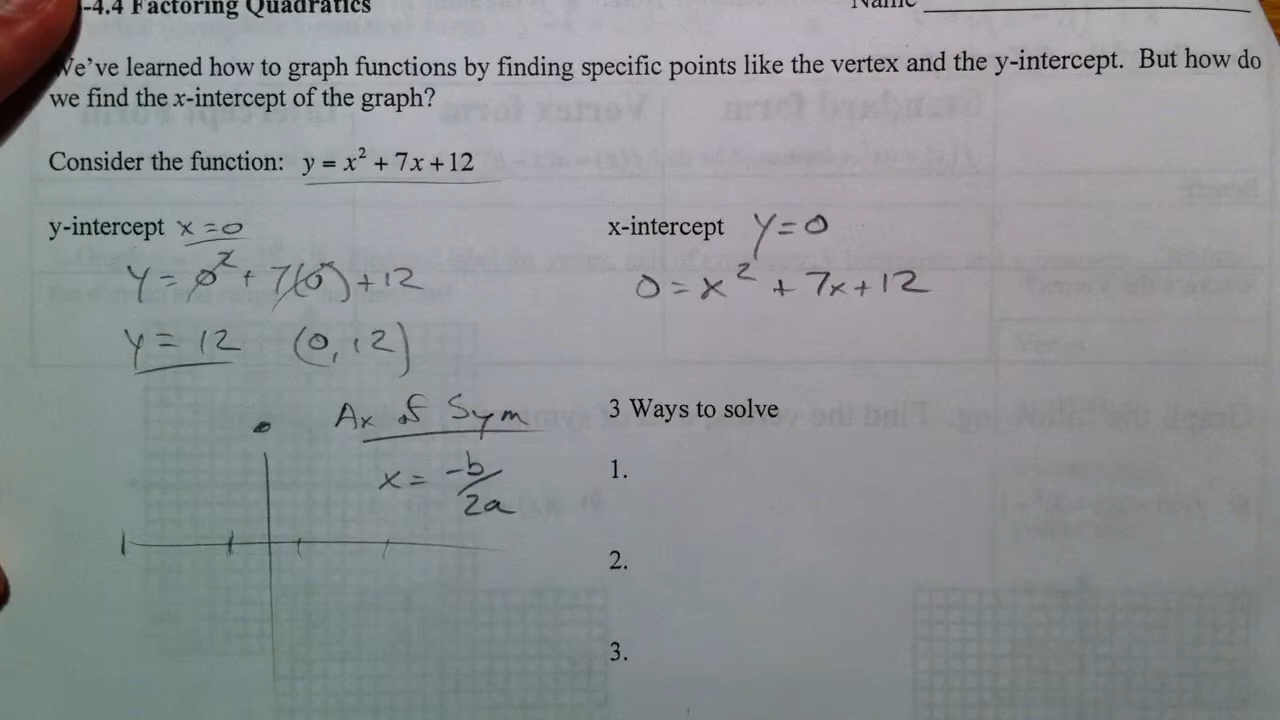 -4.4 Factoring Quadratics
Name
We've learned how to graph functions by finding specific points like the vertex and the y-intercept. But how do
we find the x-intercept of the graph?
Consider the function: y = x² + 7x + 12
y-intercept x = 0
y = 0² + 7(0) + 12
y = 12 (0, 12)
Ax of Sym
x = -b/2a
x-intercept y = 0
0 = x² + 7x + 12
3 Ways to solve
1.
2.
3.